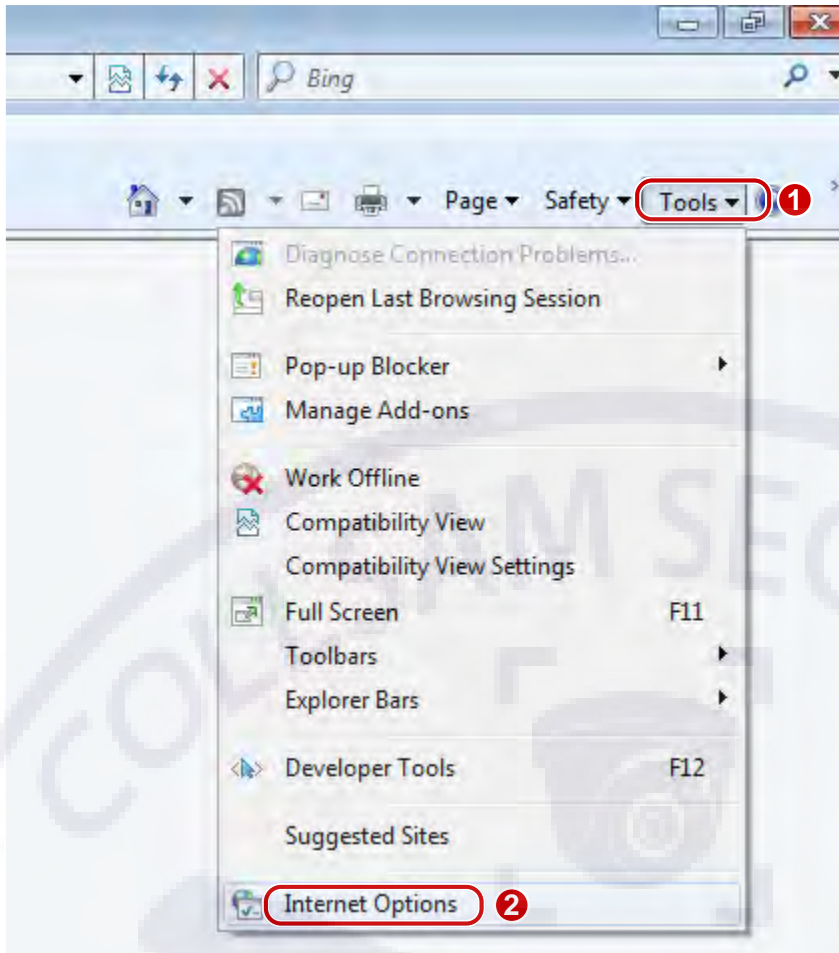 Bing
Page Safety Tools 1
Diagnose Connection Problems...
Reopen Last Browsing Session
Pop-up Blocker
Manage Add-ons
Work Offline
Compatibility View
Compatibility View Settings
Full Screen F11
Toolbars
Explorer Bars
Developer Tools F12
Suggested Sites
Internet Options 2